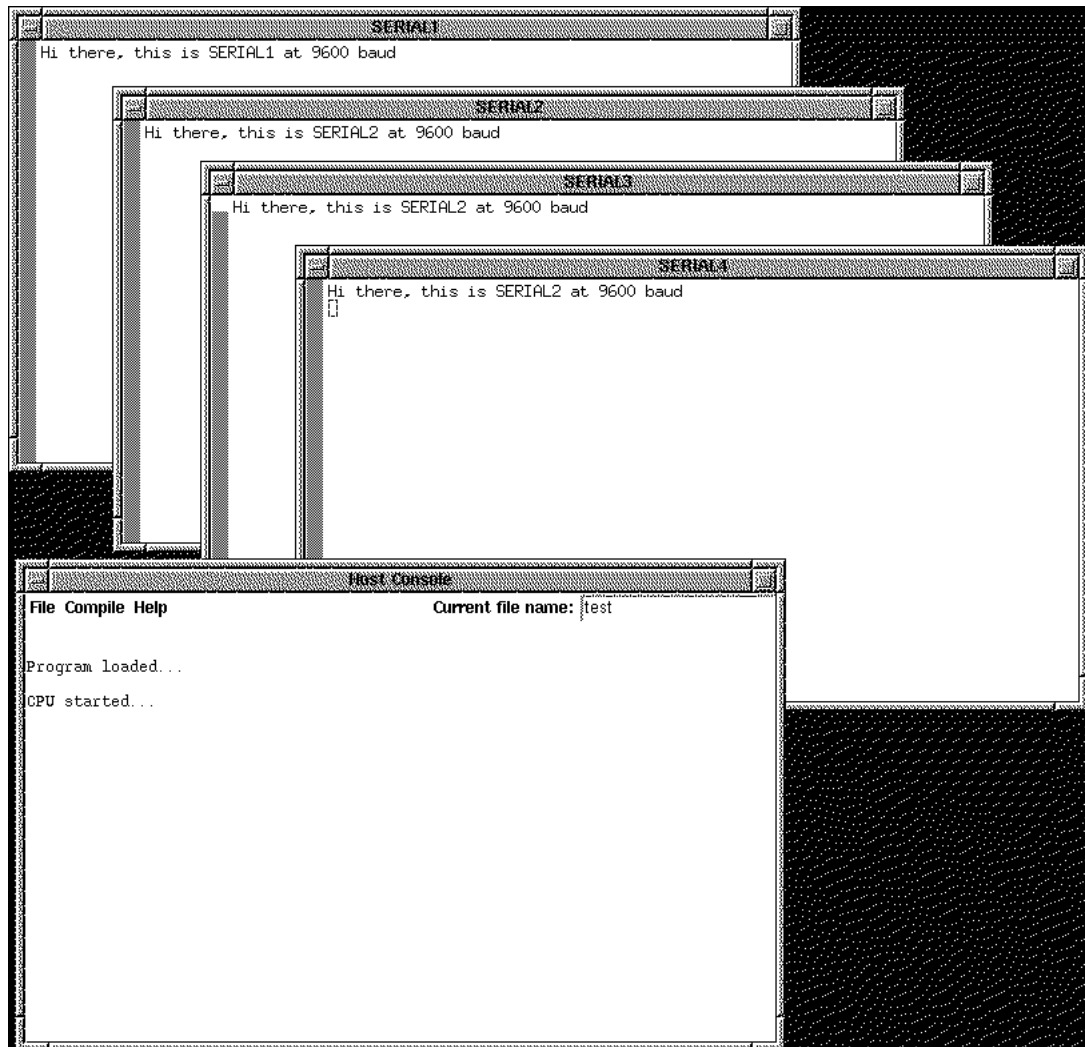 SERIAL1
Hi there, this is SERIAL1 at 9600 baud
SERIAL2
Hi there, this is SERIAL2 at 9600 baud
SERIAL3
Hi there, this is SERIAL2 at 9600 baud
SERIAL4
Hi there, this is SERIAL2 at 9600 baud
Host Console
File Compile Help Current file name: test
Program loaded...
CPU started...